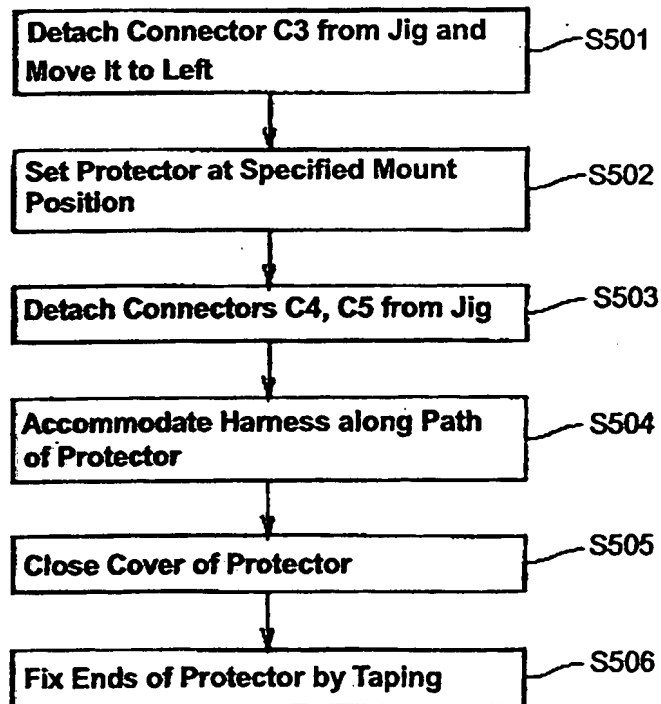 Detach Connector C3 from Jig and
Move It to Left
S501
Set Protector at Specified Mount
Position
S502
Detach Connectors C4, C5 from Jig
S503
Accommodate Harness along Path
of Protector
S504
Close Cover of Protector
S505
Fix Ends of Protector by Taping
S506